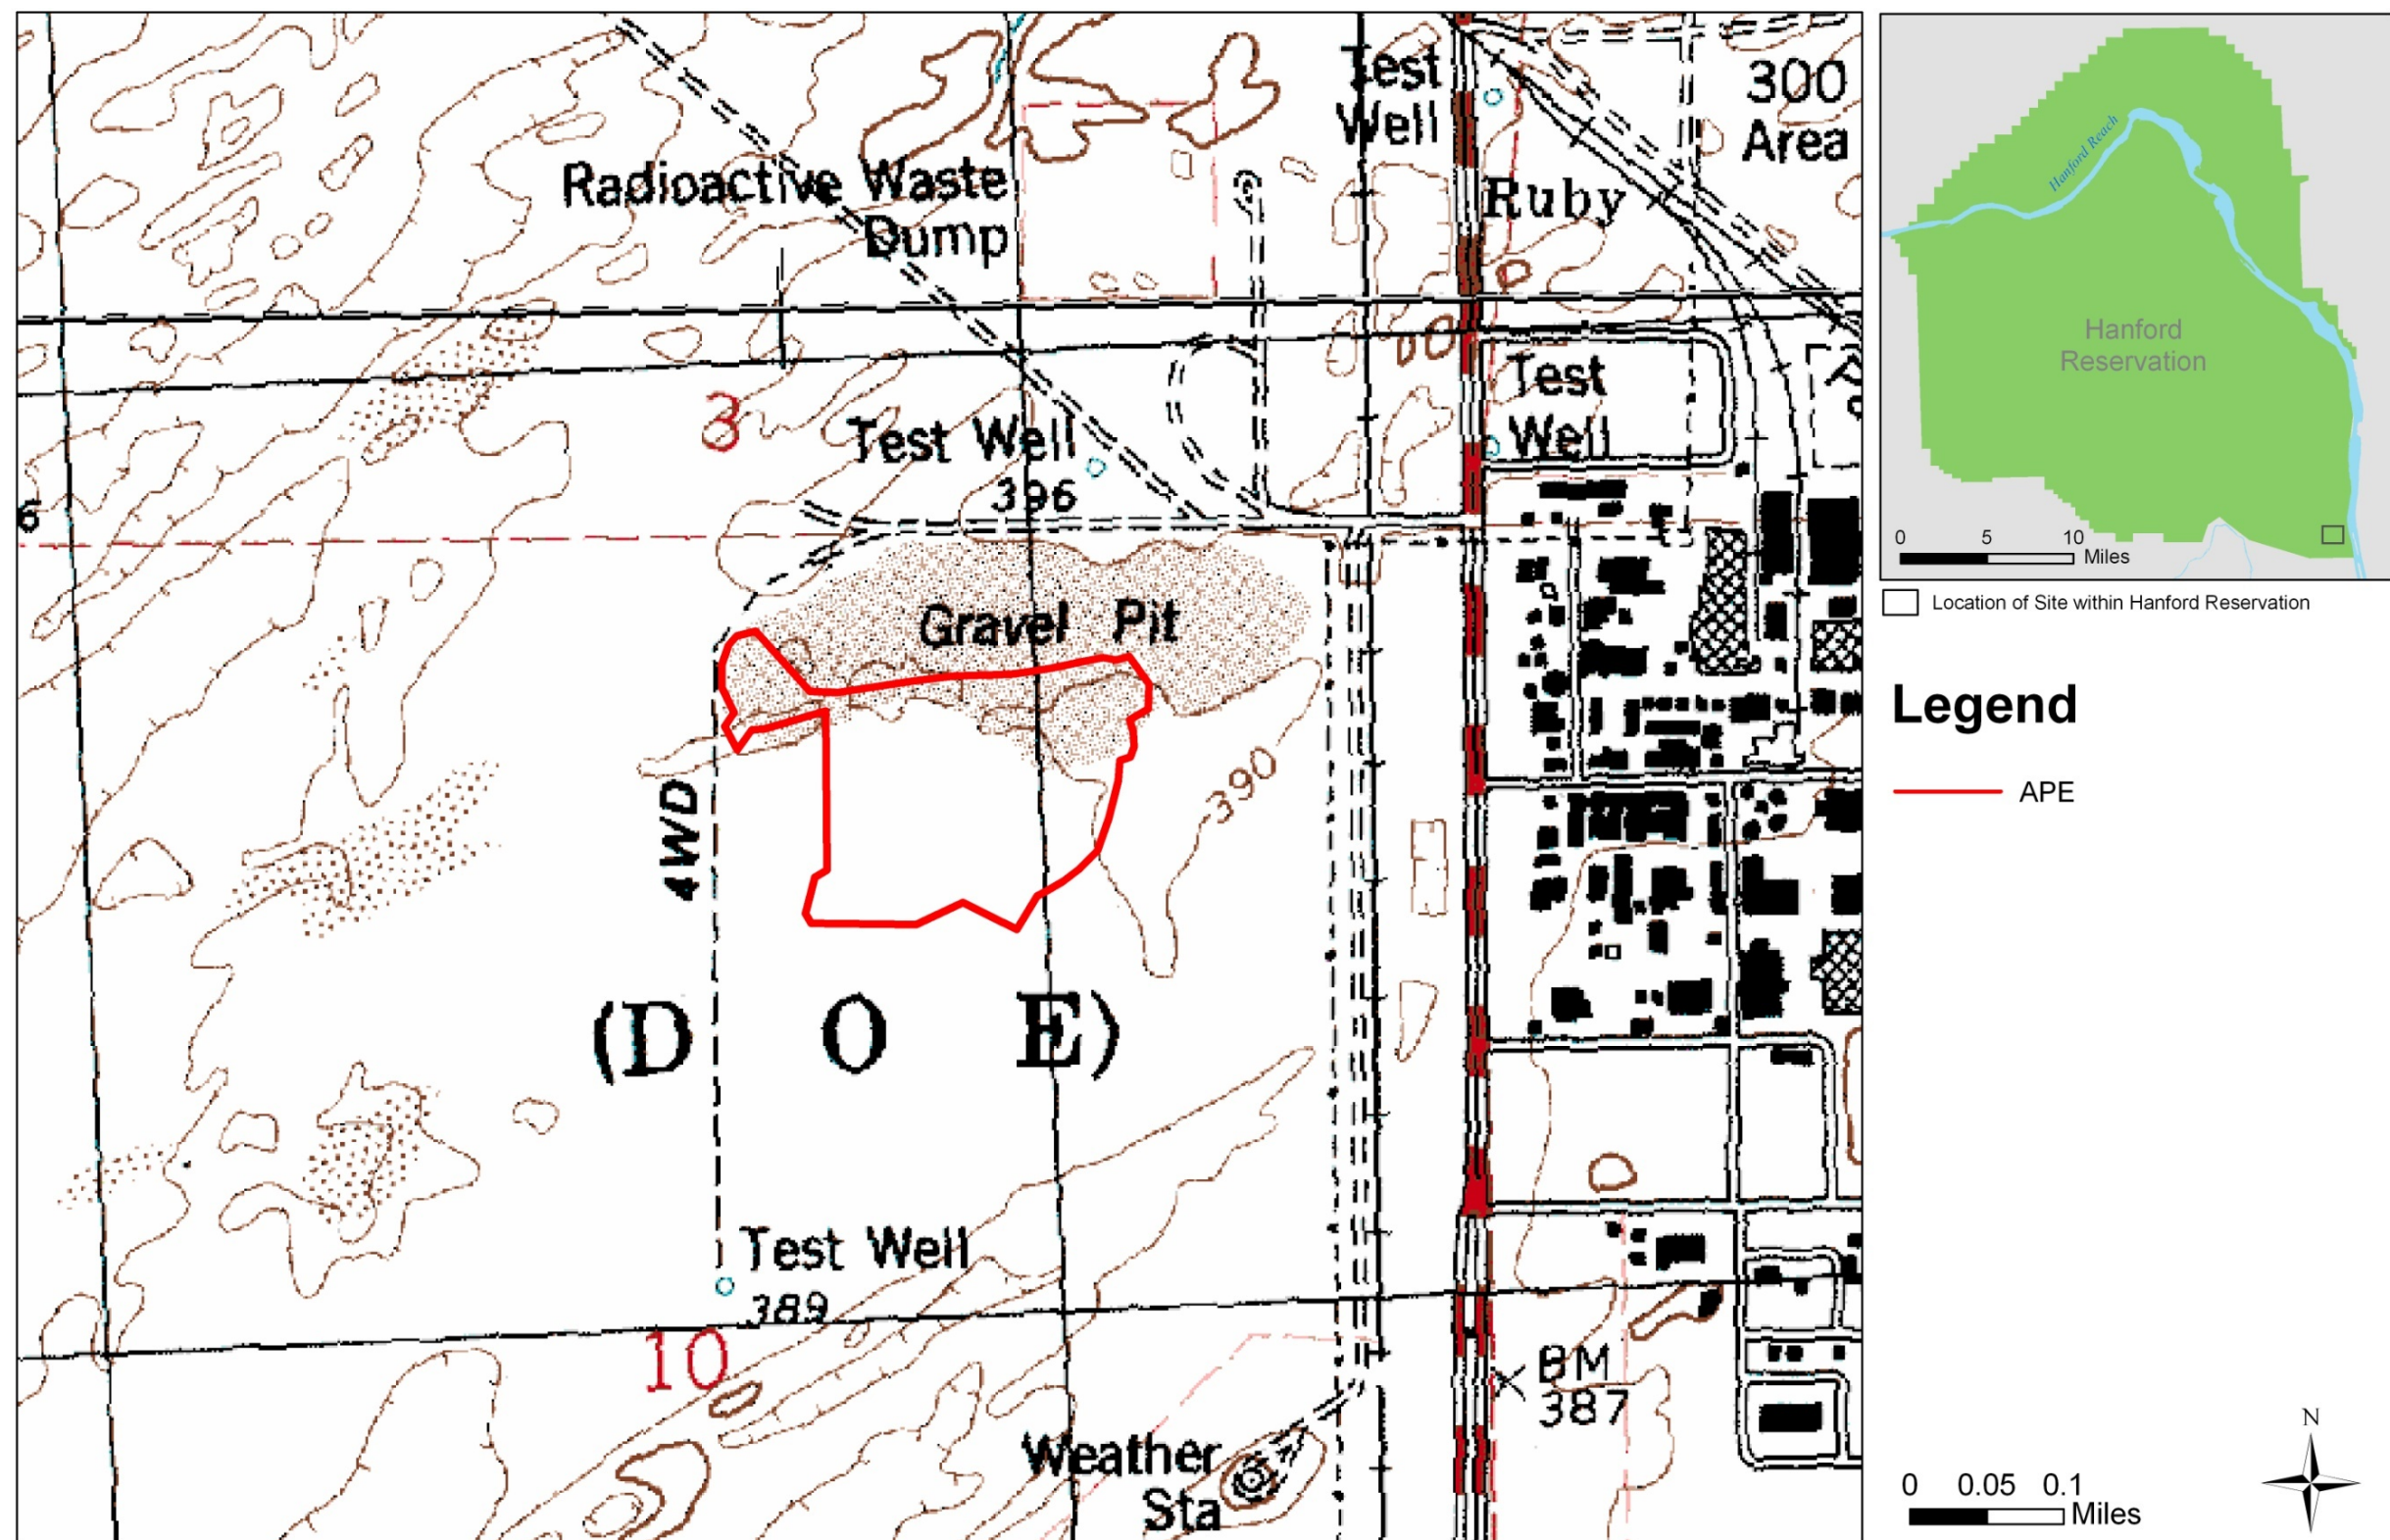 Test
Well
300
Area
Radioactive Waste
Dump
Ruby
3
Test Well
396
Test
Well
6
Gravel Pit
390
4WD
(D O E)
Test Well
389
10
BM
387
Weather
Sta
Hanford Reach
Hanford
Reservation
0 5 10
Miles
Location of Site within Hanford Reservation
Legend
APE
N
0 0.05 0.1
Miles